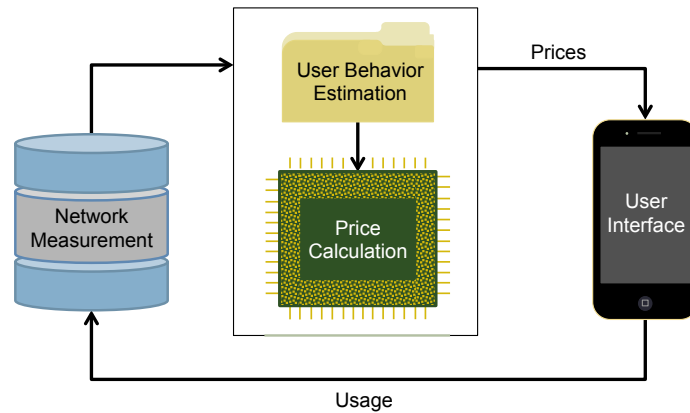 User Behavior
Estimation
Prices
Network
Measurement
Price
Calculation
User
Interface
Usage